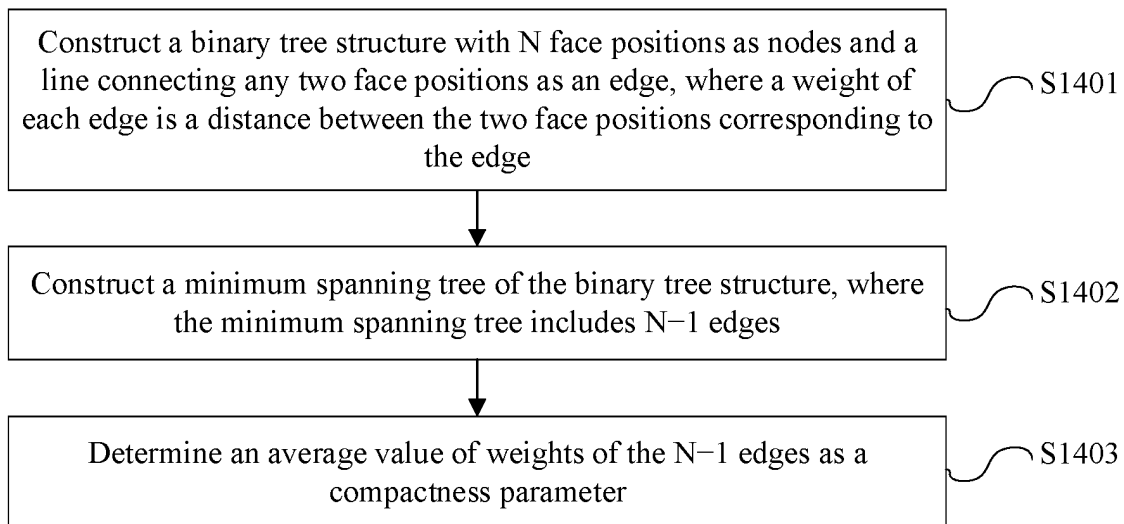 Construct a binary tree structure with N face positions as nodes and a
line connecting any two face positions as an edge, where a weight of
each edge is a distance between the two face positions corresponding to
the edge
S1401
Construct a minimum spanning tree of the binary tree structure, where
the minimum spanning tree includes N−1 edges
S1402
Determine an average value of weights of the N−1 edges as a
compactness parameter
S1403